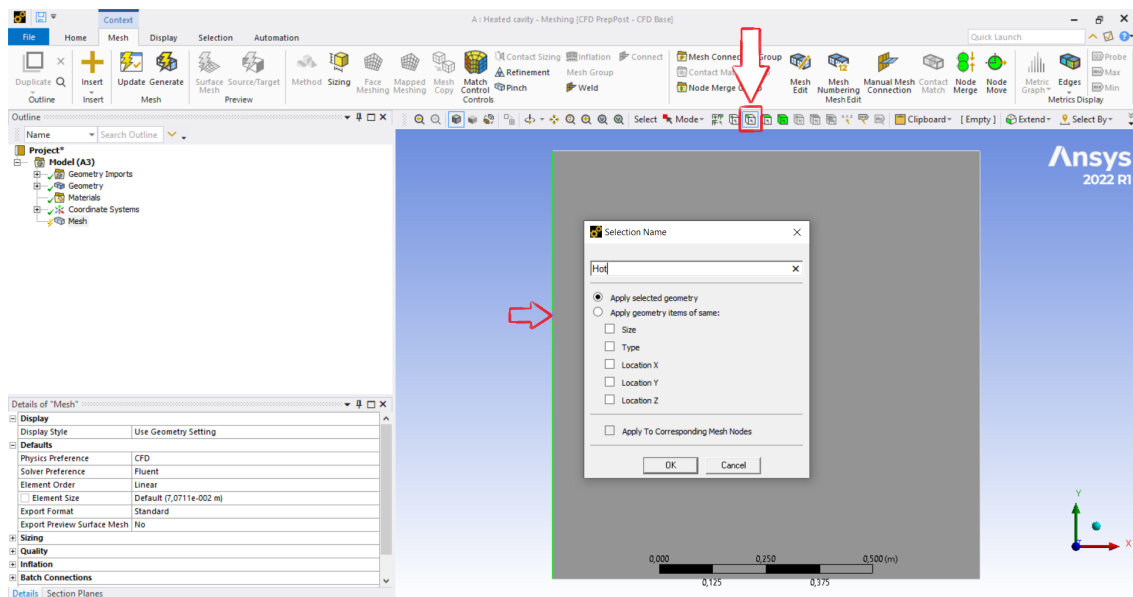 Context
A : Heated cavity - Meshing [CFD PrepPost - CFD Base]
File Home Mesh Display Selection Automation Quick Launch
Duplicate Q
Outline
Insert
Insert
Update Generate
Mesh
Surface Mesh
Source/Target
Preview
Method Sizing
Face Meshing
Mapped Meshing
Mesh Copy
Match Control
Contact Sizing Inflation Connect
Refinement Mesh Group
Pinch Weld
Controls
Mesh Connec Group
Contact Ma
Node Merge G
Mesh Edit
Mesh Numbering
12
Manual Mesh Connection
Contact Match
Node Merge
Node Move
Mesh Edit
Metric Graph
Edges
Probe
Max
Min
Metrics Display
Outline
Name Search Outline
Select Mode Clipboard [ Empty ] Extend Select By
Project*
Model (A3)
Geometry Imports
Geometry
Materials
Coordinate Systems
Mesh
Ansys
2022 R1
Selection Name
Hot
Apply selected geometry
Apply geometry items of same:
Size
Type
Location X
Location Y
Location Z
Apply To Corresponding Mesh Nodes
OK Cancel
Details of "Mesh"
Display
Display Style Use Geometry Setting
Defaults
Physics Preference CFD
Solver Preference Fluent
Element Order Linear
Element Size Default (7,0711e-002 m)
Export Format Standard
Export Preview Surface Mesh No
Sizing
Quality
Inflation
Batch Connections
Details Section Planes
0,000 0,250 0,500 (m)
0,125 0,375
Y
X